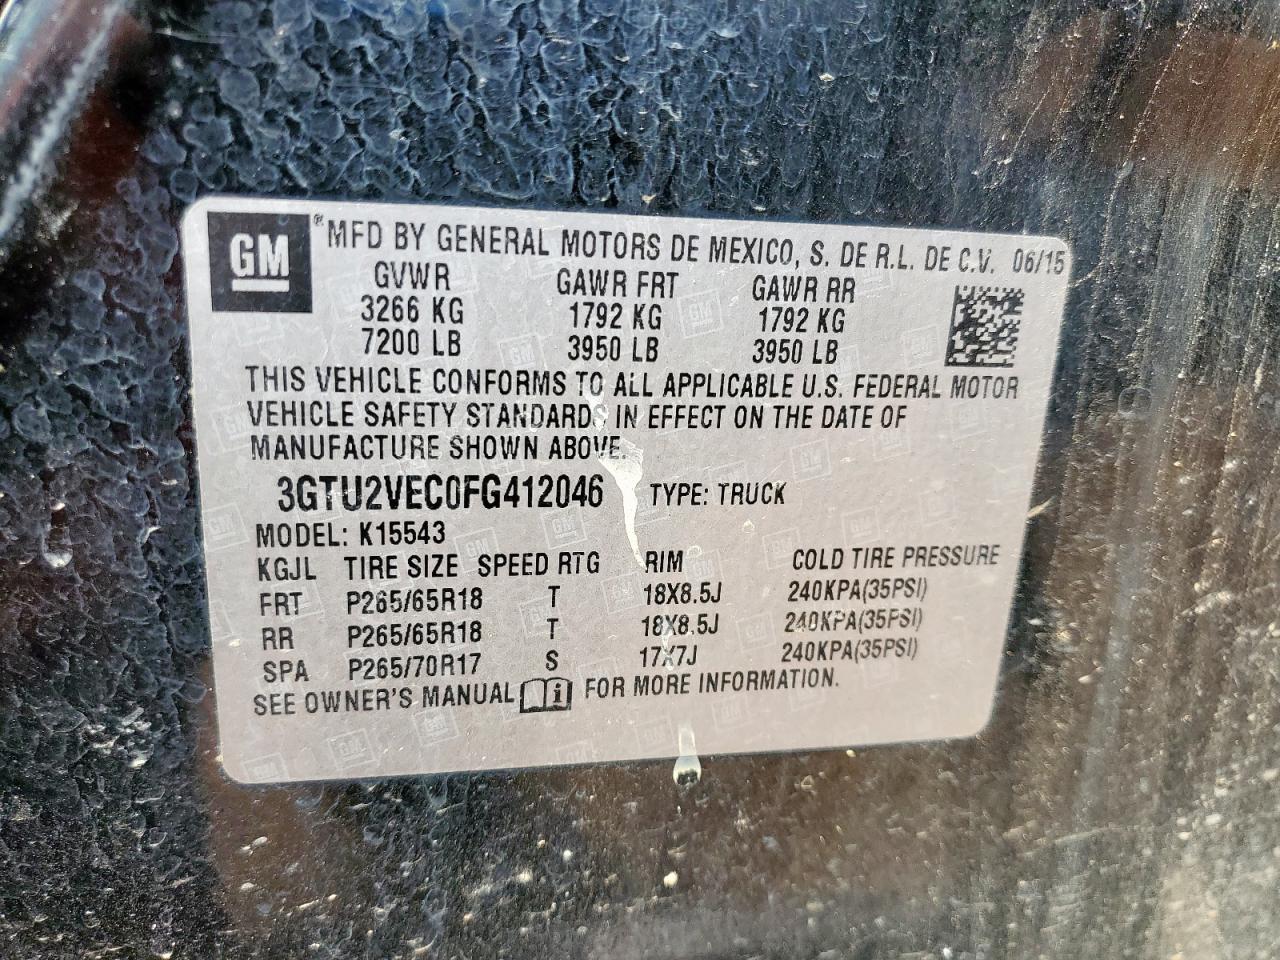 GM ® MFD BY GENERAL MOTORS DE MEXICO, S. DE R.L. DE C.V. 06/15
GVWR GAWR FRT GAWR RR
3266 KG 1792 KG 1792 KG
7200 LB 3950 LB 3950 LB
THIS VEHICLE CONFORMS TO ALL APPLICABLE U.S. FEDERAL MOTOR
VEHICLE SAFETY STANDARDS IN EFFECT ON THE DATE OF
MANUFACTURE SHOWN ABOVE.
3GTU2VEC0FG412046 TYPE: TRUCK
MODEL: K15543
KGJL TIRE SIZE SPEED RTG RIM COLD TIRE PRESSURE
FRT P265/65R18 T 18X8.5J 240KPA(35PSI)
RR P265/65R18 T 18X8.5J 240KPA(35PSI)
SPA P265/70R17 S 17X7J 240KPA(35PSI)
SEE OWNER'S MANUAL i FOR MORE INFORMATION.